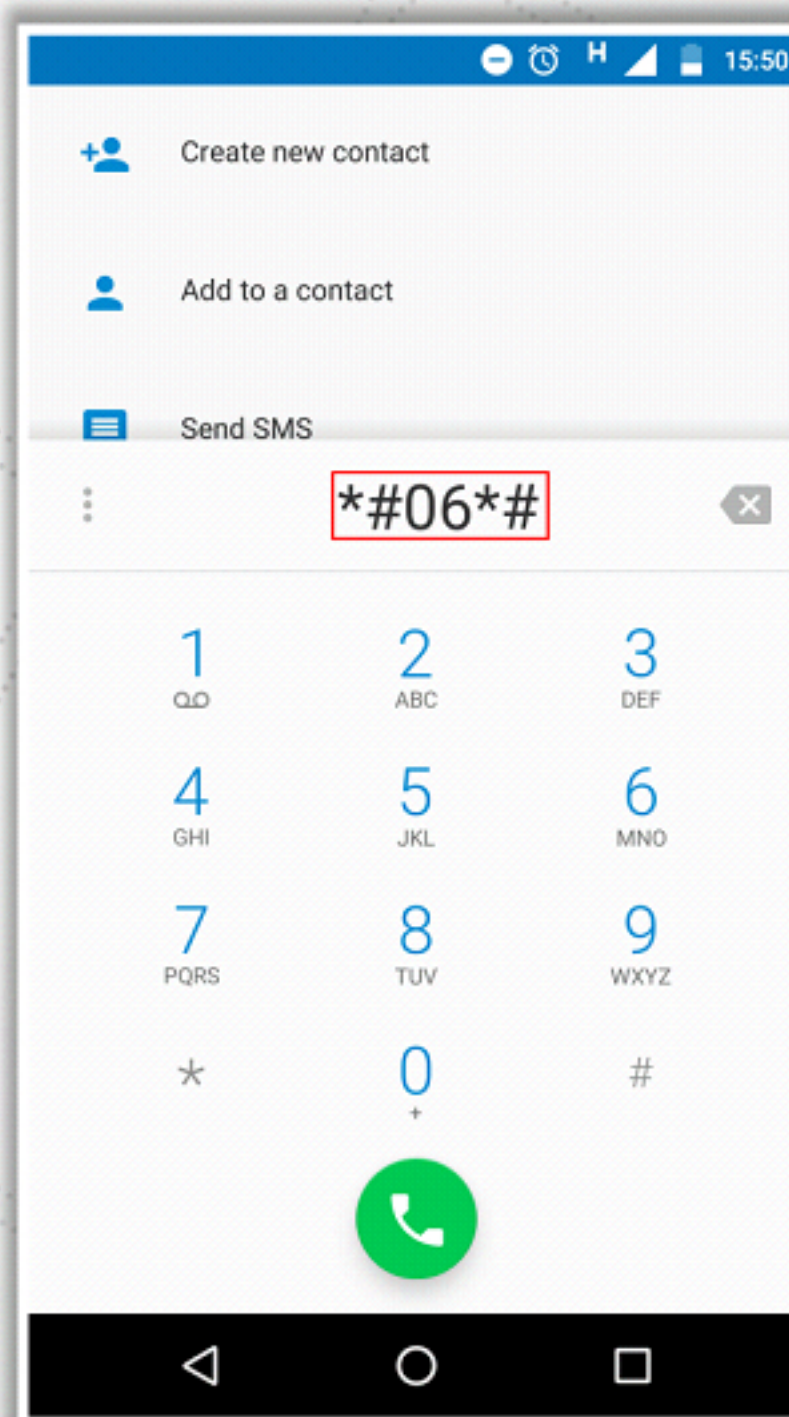 H 15:50
Create new contact
Add to a contact
Send SMS
*#06*#
1 2 3
ABC DEF
4 5 6
GHI JKL MNO
7 8 9
PQRS TUV WXYZ
* 0 #
+